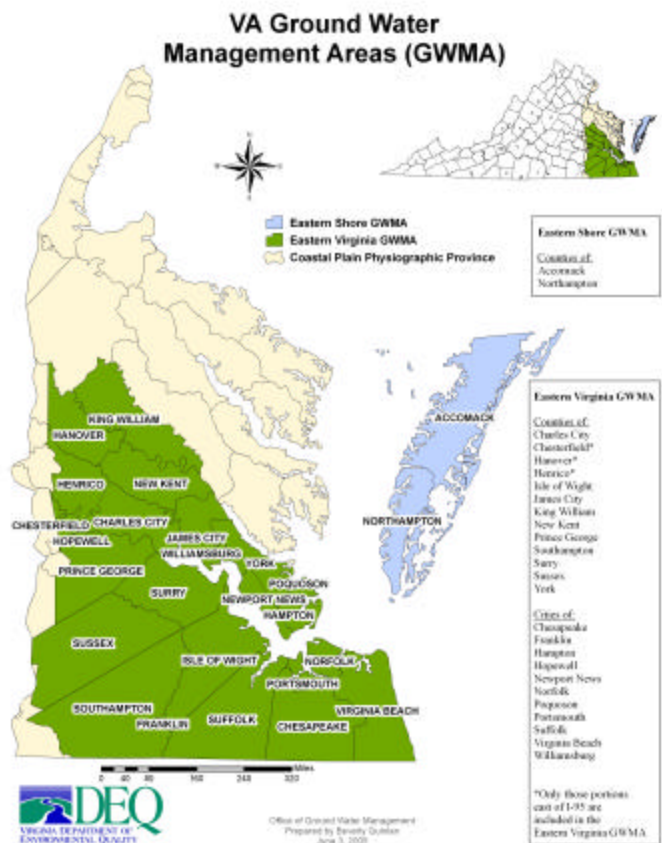 VA Ground Water
Management Areas (GWMA)
Eastern Shore GWMA
Eastern Virginia GWMA
Coastal Plain Physiographic Province
Eastern Shore GWMA
Counties of:
Accomack
Northampton
KING WILLIAM
HANOVER
HENRICO
NEW KENT
CHESTERFIELD
CHARLES CITY
HOPEWELL
JAMES CITY
WILLIAMSBURG
PRINCE GEORGE
YORK
POQUOSON
SURRY
NEWPORT NEWS
HAMPTON
SUSSEX
ISLE OF WIGHT
NORFOLK
PORTSMOUTH
SOUTHAMPTON
FRANKLIN
SUFFOLK
VIRGINIA BEACH
CHESAPEAKE
ACCOMACK
NORTHAMPTON
Eastern Virginia GWMA
Counties of:
Charles City
Chesterfield*
Hanover*
Henrico*
Isle of Wight
James City
King William
New Kent
Prince George
Southampton
Surry
Sussex
York
Cities of:
Chesapeake
Franklin
Hampton
Hopewell
Newport News
Norfolk
Poquoson
Portsmouth
Suffolk
Virginia Beach
Williamsburg
*Only those portions
east of I-95 are
included in the
Eastern Virginia GWMA
Miles
0 40 80 160 240 320
DEQ
VIRGINIA DEPARTMENT OF
ENVIRONMENTAL QUALITY
Office of Ground Water Management
Prepared by Beverly Quinlan
June 3,